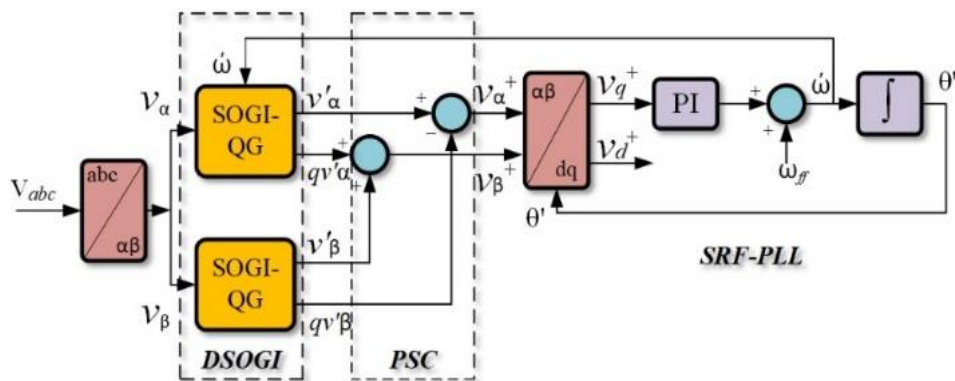 ώ
vα
SOGI-
QG
v'α
qv'α
+
−
+
+
vα+
vβ+
αβ
dq
vq+
vd+
PI
+
+
ώ
ωff
∫
θ'
θ'
Vabc
abc
αβ
vβ
SOGI-
QG
v'β
qv'β
DSOGI
PSC
SRF-PLL